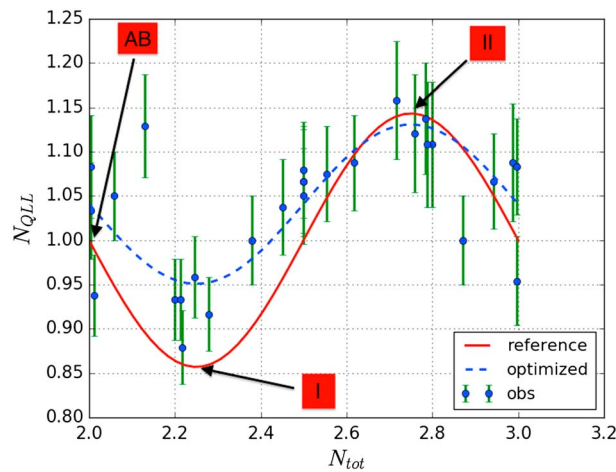 1.25
1.20
1.15
1.10
1.05
1.00
0.95
0.90
0.85
0.80
N_QLL
AB
II
I
reference
optimized
obs
2.0 2.2 2.4 2.6 2.8 3.0 3.2
N_tot